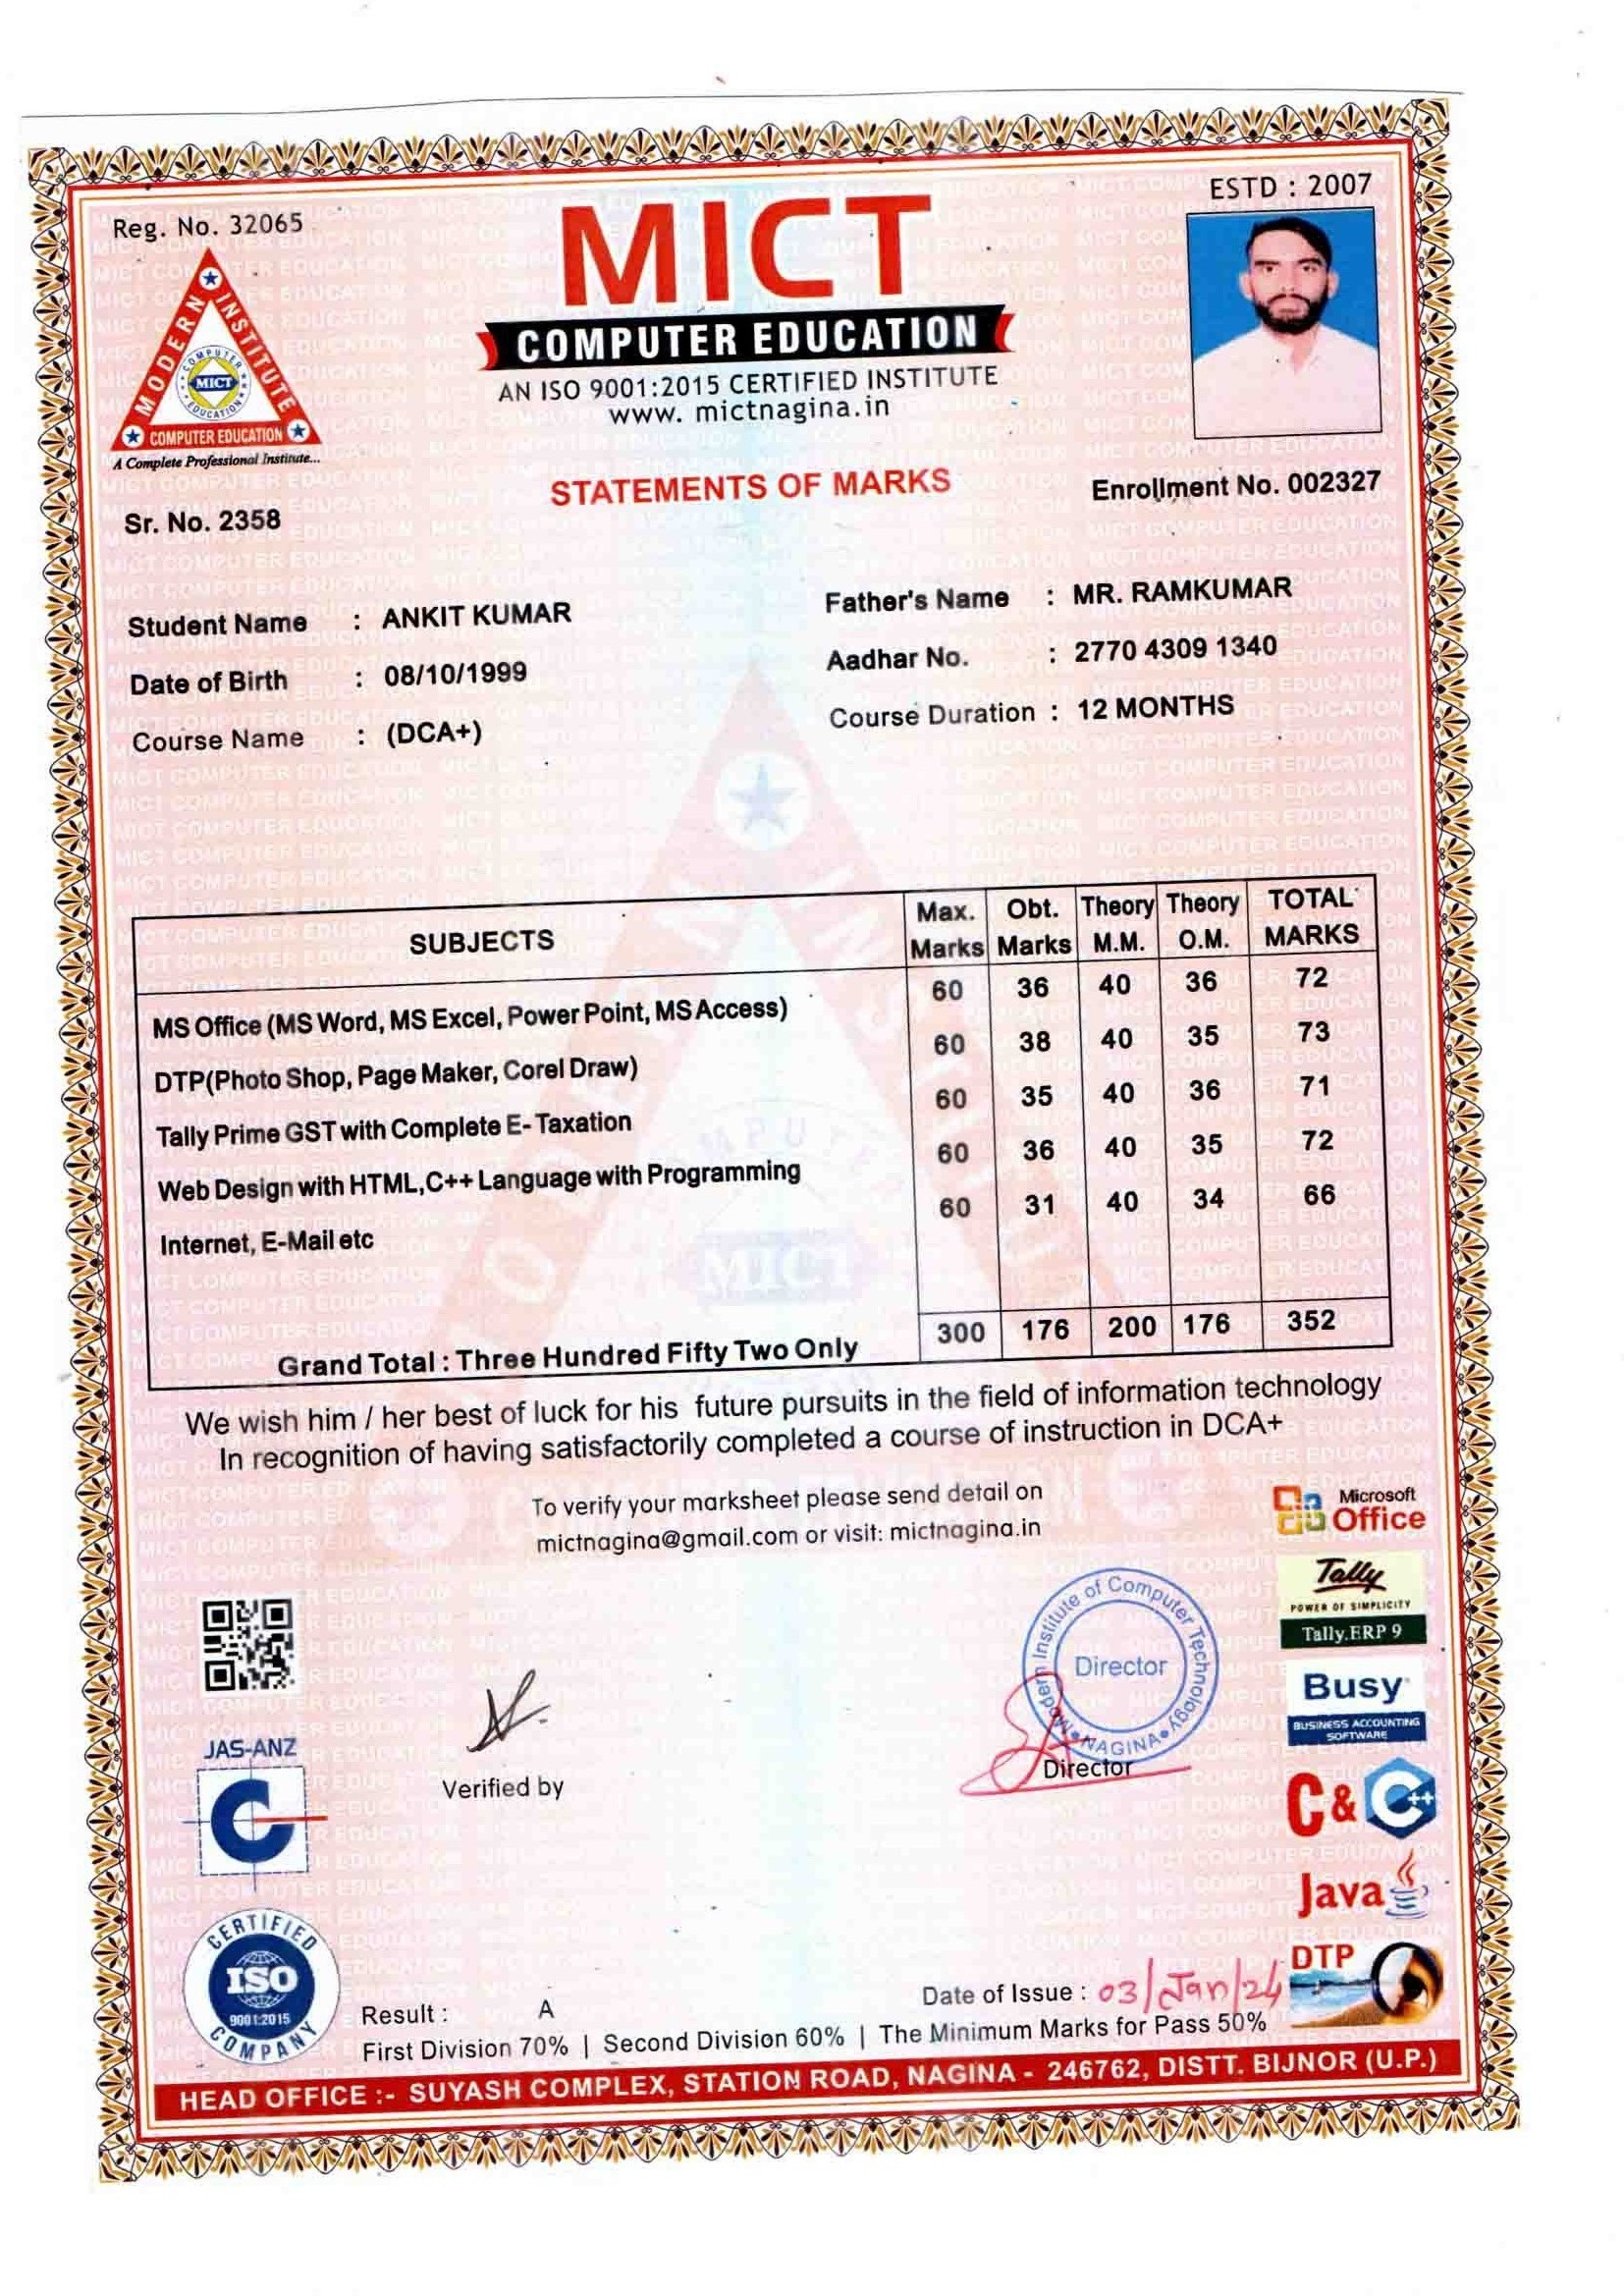 ESTD : 2007
Reg. No. 32065
MICT
COMPUTER EDUCATION
AN ISO 9001:2015 CERTIFIED INSTITUTE
www. mictnagina.in
MODERN INSTITUTE
COMPUTER EDUCATION
MICT
COMPUTER EDUCATION
A Complete Professional Institute...
STATEMENTS OF MARKS
Enrollment No. 002327
Sr. No. 2358
Student Name : ANKIT KUMAR
Father's Name : MR. RAMKUMAR
Date of Birth : 08/10/1999
Aadhar No. : 2770 4309 1340
Course Name : (DCA+)
Course Duration : 12 MONTHS
SUBJECTS Max. Marks Obt. Marks Theory M.M. Theory O.M. TOTAL MARKS
MS Office (MS Word, MS Excel, Power Point, MS Access) 60 36 40 36 72
DTP(Photo Shop, Page Maker, Corel Draw) 60 38 40 35 73
Tally Prime GST with Complete E- Taxation 60 35 40 36 71
Web Design with HTML,C++ Language with Programming 60 36 40 35 72
Internet, E-Mail etc 60 31 40 34 66
Grand Total : Three Hundred Fifty Two Only 300 176 200 176 352
We wish him / her best of luck for his future pursuits in the field of information technology
In recognition of having satisfactorily completed a course of instruction in DCA+
To verify your marksheet please send detail on
mictnagina@gmail.com or visit: mictnagina.in
Microsoft
Office
Tally
POWER OF SIMPLICITY
Tally.ERP 9
Busy
BUSINESS ACCOUNTING
SOFTWARE
C & C++
Java
DTP
Modern Institute of Computer Technology
NAGINA
Director
Director
Verified by
JAS-ANZ
C
CERTIFIED
ISO
9001:2015
COMPANY
Date of Issue : 03/Jan/24
Result : A
First Division 70% | Second Division 60% | The Minimum Marks for Pass 50%
HEAD OFFICE :- SUYASH COMPLEX, STATION ROAD, NAGINA - 246762, DISTT. BIJNOR (U.P.)